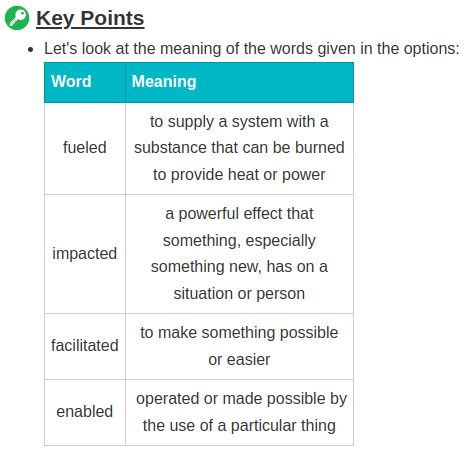 Key Points
• Let's look at the meaning of the words given in the options:
Word Meaning
fueled
to supply a system with a
substance that can be burned
to provide heat or power
impacted
a powerful effect that
something, especially
something new, has on a
situation or person
facilitated
to make something possible
or easier
enabled
operated or made possible by
the use of a particular thing